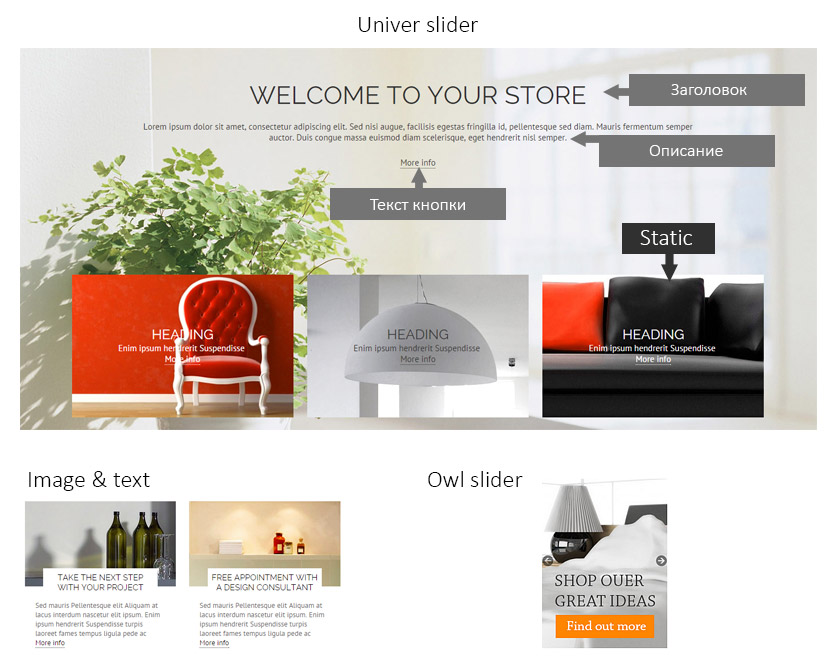 Univer slider
WELCOME TO YOUR STORE
Заголовок
Lorem ipsum dolor sit amet, consectetur adipiscing elit. Sed nisi augue, facilisis egestas fringilla id, pellentesque sed diam. Mauris fermentum semper
auctor. Duis congue massa euismod diam scelerisque, eget hendrerit nisl semper.
Описание
More info
Текст кнопки
Static
HEADING
Enim ipsum hendrerit Suspendisse
More info
HEADING
Enim ipsum hendrerit Suspendisse
More info
HEADING
Enim ipsum hendrerit Suspendisse
More info
Image & text
TAKE THE NEXT STEP
WITH YOUR PROJECT
Sed mauris Pellentesque elit Aliquam at
lacus interdum nascetur elit ipsum. Enim
ipsum hendrerit Suspendisse turpis
laoreet fames tempus ligula pede ac
More info
FREE APPOINTMENT WITH
A DESIGN CONSULTANT
Sed mauris Pellentesque elit Aliquam at
lacus interdum nascetur elit ipsum. Enim
ipsum hendrerit Suspendisse turpis
laoreet fames tempus ligula pede ac
More info
Owl slider
SHOP OUER
GREAT IDEAS
Find out more